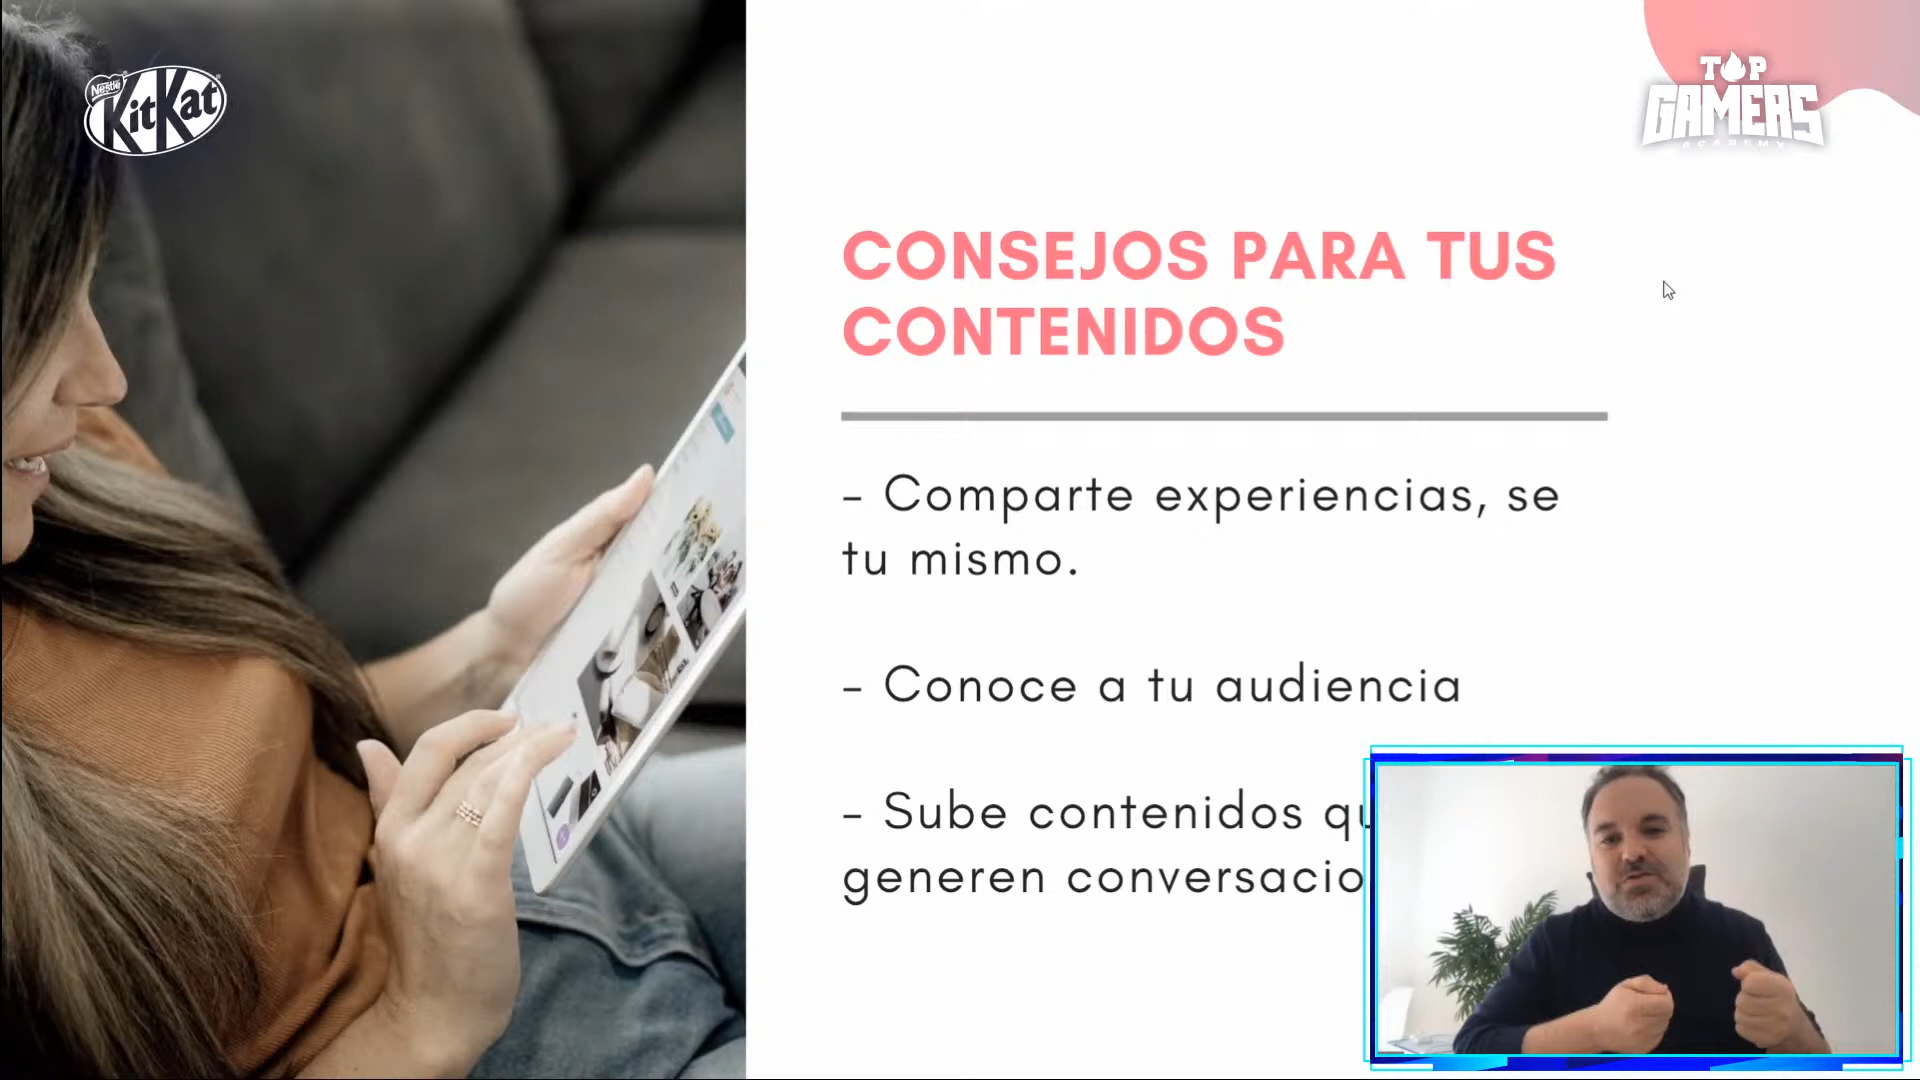 Nestlé
KitKat
TOP
GAMERS
ACADEMY
CONSEJOS PARA TUS
CONTENIDOS
- Comparte experiencias, se
tu mismo.
- Conoce a tu audiencia
- Sube contenidos
generen